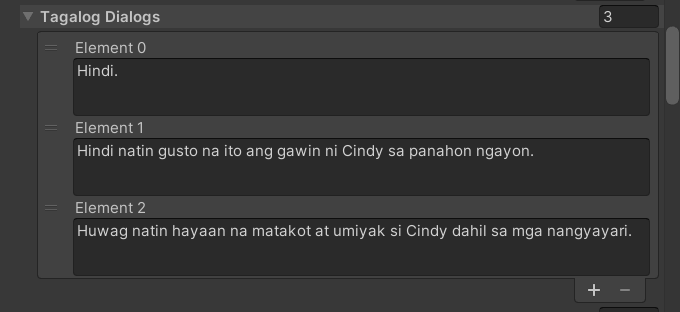 Tagalog Dialogs
3
Element 0
Hindi.
Element 1
Hindi natin gusto na ito ang gawin ni Cindy sa panahon ngayon.
Element 2
Huwag natin hayaan na matakot at umiyak si Cindy dahil sa mga nangyayari.